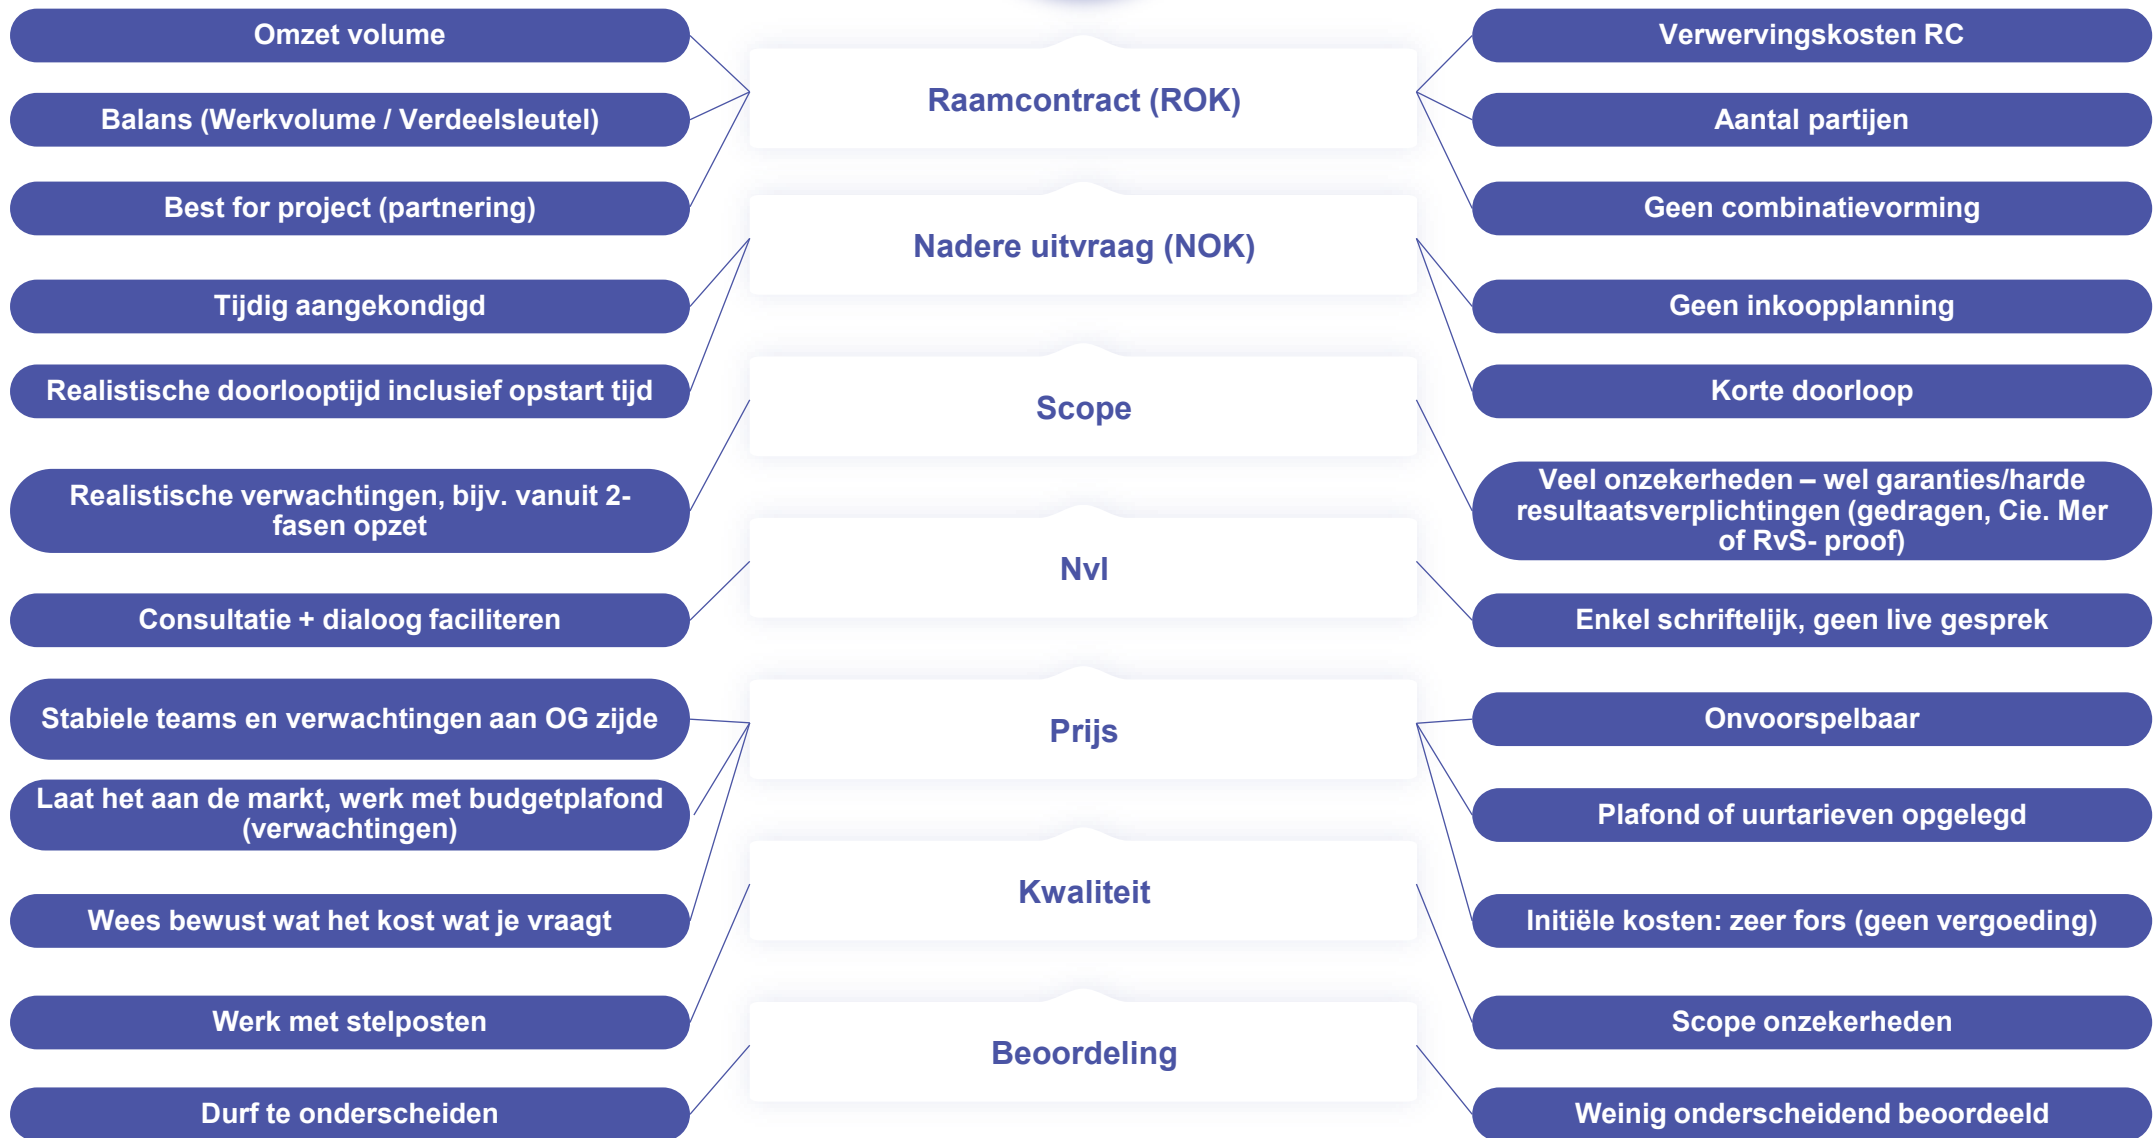 Omzet volume
Balans (Werkvolume / Verdeelsleutel)
Best for project (partnering)
Tijdig aangekondigd
Realistische doorlooptijd inclusief opstart tijd
Realistische verwachtingen, bijv. vanuit 2-
fasen opzet
Consultatie + dialoog faciliteren
Stabiele teams en verwachtingen aan OG zijde
Laat het aan de markt, werk met budgetplafond
(verwachtingen)
Wees bewust wat het kost wat je vraagt
Werk met stelposten
Durf te onderscheiden
Raamcontract (ROK)
Nadere uitvraag (NOK)
Scope
NvI
Prijs
Kwaliteit
Beoordeling
Verwervingskosten RC
Aantal partijen
Geen combinatievorming
Geen inkoopplanning
Korte doorloop
Veel onzekerheden – wel garanties/harde
resultaatsverplichtingen (gedragen, Cie. Mer
of RvS- proof)
Enkel schriftelijk, geen live gesprek
Onvoorspelbaar
Plafond of uurtarieven opgelegd
Initiële kosten: zeer fors (geen vergoeding)
Scope onzekerheden
Weinig onderscheidend beoordeeld